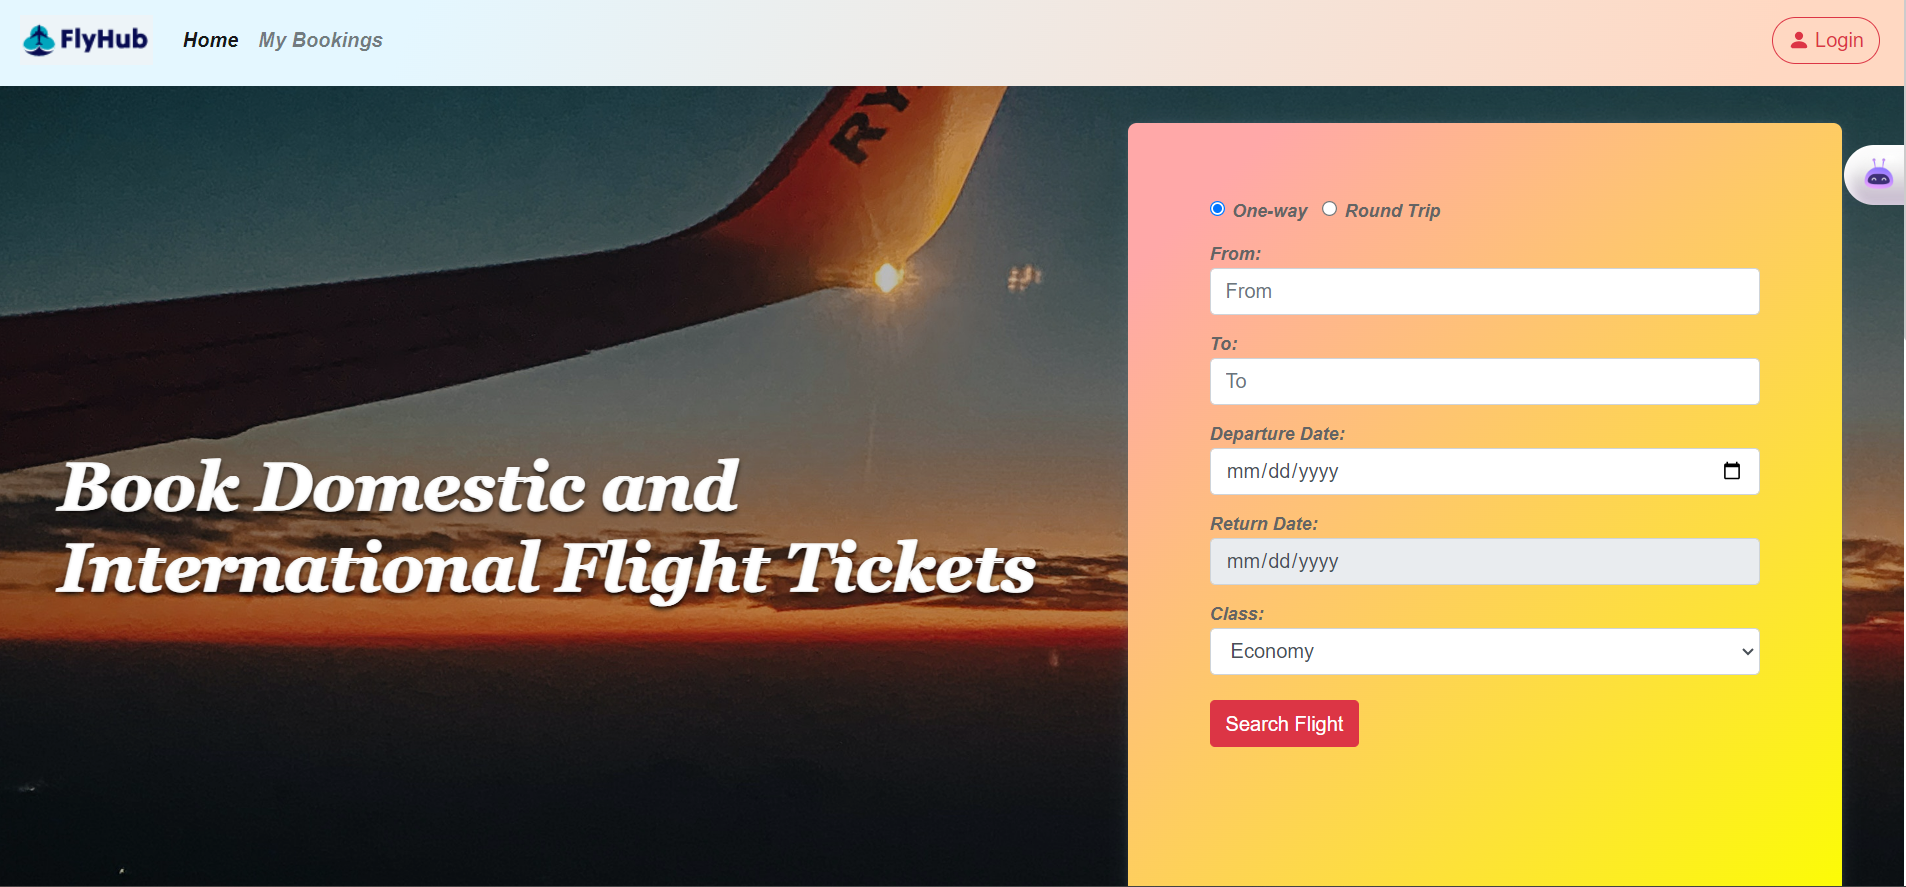 FlyHub Home My Bookings Login
RY
One-way Round Trip
From:
From
To:
To
Departure Date:
mm/dd/yyyy
Return Date:
mm/dd/yyyy
Class:
Economy
Search Flight
Book Domestic and
International Flight Tickets